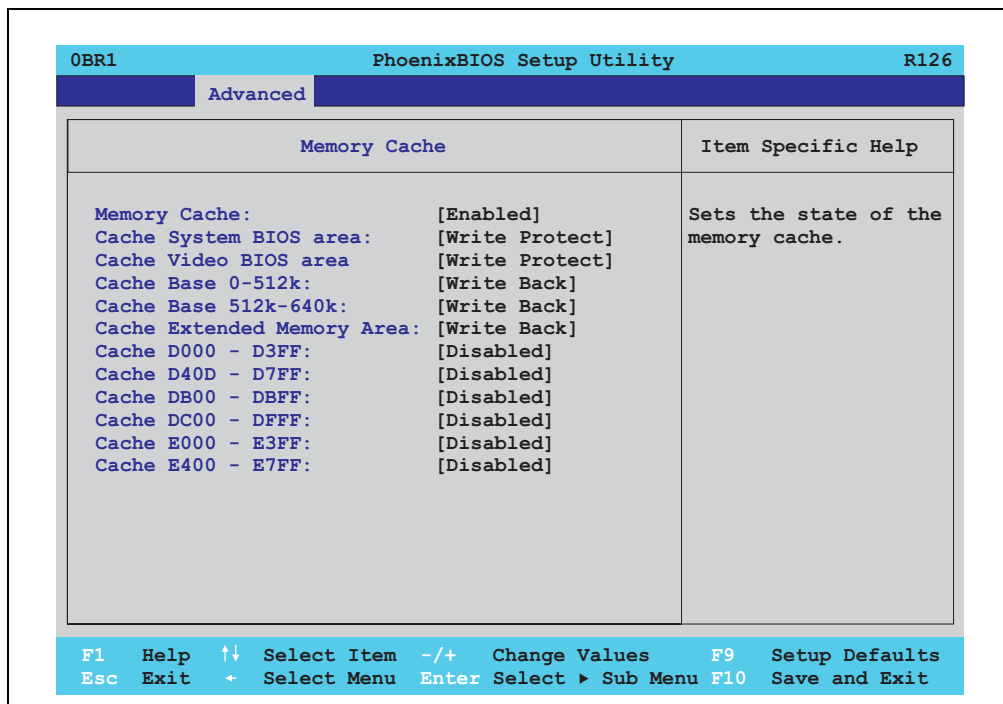 0BR1 PhoenixBIOS Setup Utility R126
Advanced
Memory Cache Item Specific Help
Memory Cache: [Enabled] Sets the state of the
Cache System BIOS area: [Write Protect] memory cache.
Cache Video BIOS area [Write Protect]
Cache Base 0-512k: [Write Back]
Cache Base 512k-640k: [Write Back]
Cache Extended Memory Area: [Write Back]
Cache D000 - D3FF: [Disabled]
Cache D40D - D7FF: [Disabled]
Cache DB00 - DBFF: [Disabled]
Cache DC00 - DFFF: [Disabled]
Cache E000 - E3FF: [Disabled]
Cache E400 - E7FF: [Disabled]
F1 Help ↑↓ Select Item -/+ Change Values F9 Setup Defaults
Esc Exit ← Select Menu Enter Select ▶ Sub Menu F10 Save and Exit